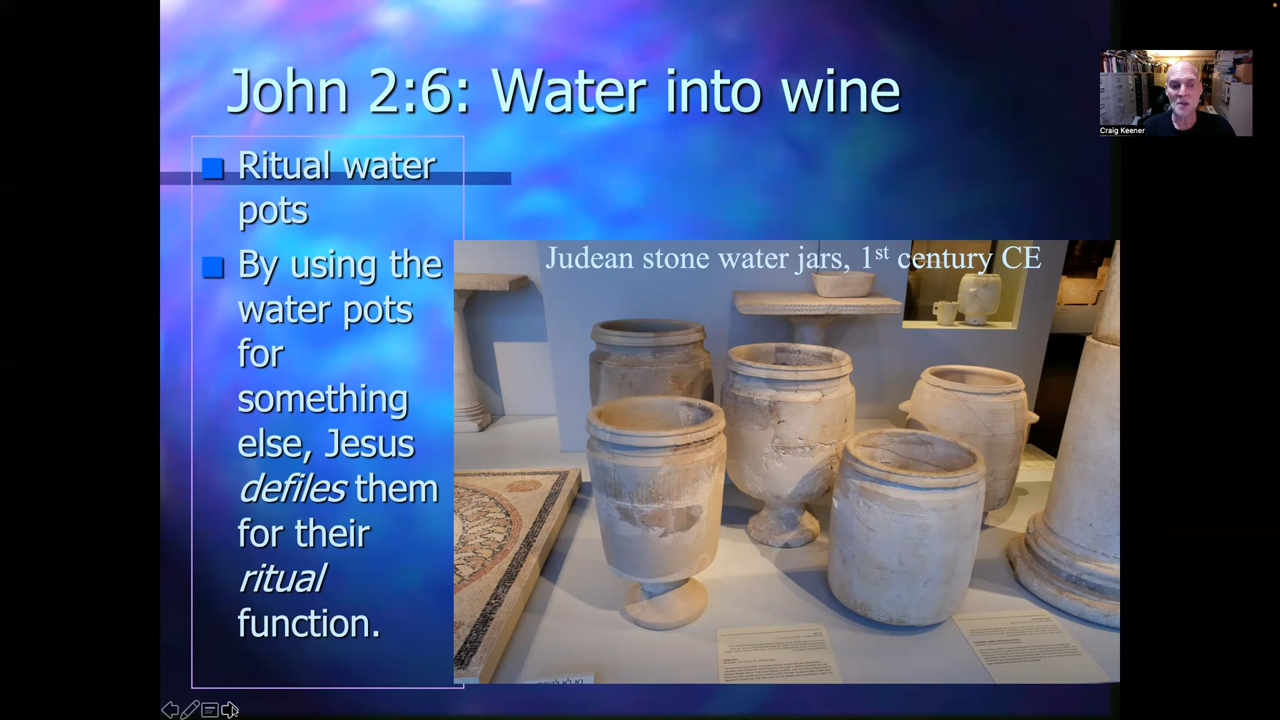 John 2:6: Water into wine
Ritual water
pots
By using the
water pots
for
something
else, Jesus
defiles them
for their
ritual
function.
Judean stone water jars, 1st century CE
Craig Keener